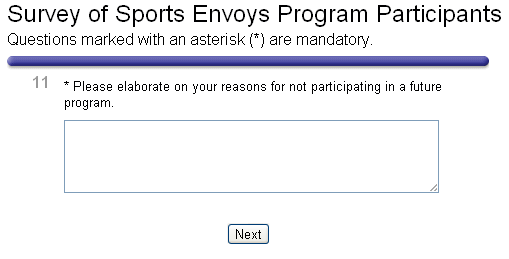 Survey of Sports Envoys Program Participants
Questions marked with an asterisk (*) are mandatory.
11 * Please elaborate on your reasons for not participating in a future
program.
Next